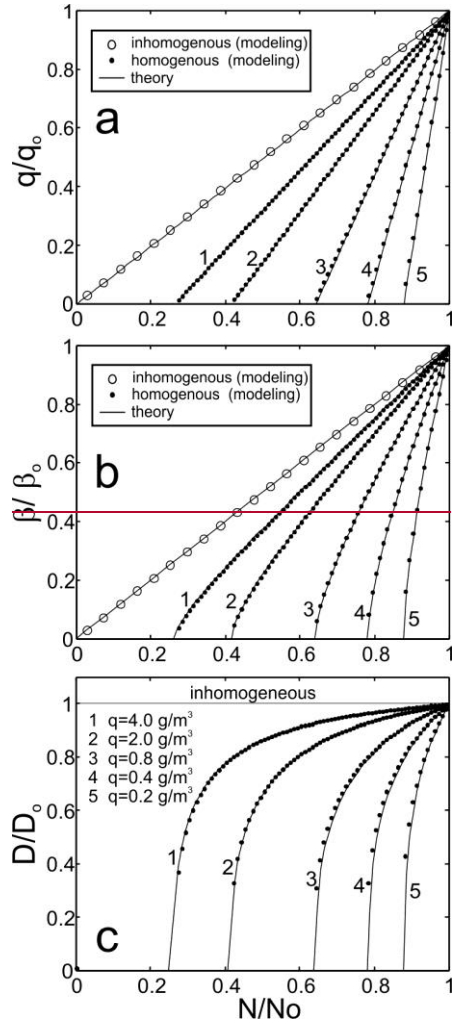 1
0.8
0.6
0.4
0.2
0
q/qo
inhomogenous (modeling)
homogenous (modeling)
theory
a
1
2
3
4
5
0.2 0.4 0.6 0.8 1
1
0.8
0.6
0.4
0.2
0
β/ βo
inhomogenous (modeling)
homogenous (modeling)
theory
b
1
2
3
4
5
0.2 0.4 0.6 0.8 1
1
0.8
0.6
0.4
0.2
0
D/Do
inhomogeneous
1 q=4.0 g/m³
2 q=2.0 g/m³
3 q=0.8 g/m³
4 q=0.4 g/m³
5 q=0.2 g/m³
1
2
3
4
5
c
0 0.2 0.4 0.6 0.8 1
N/No